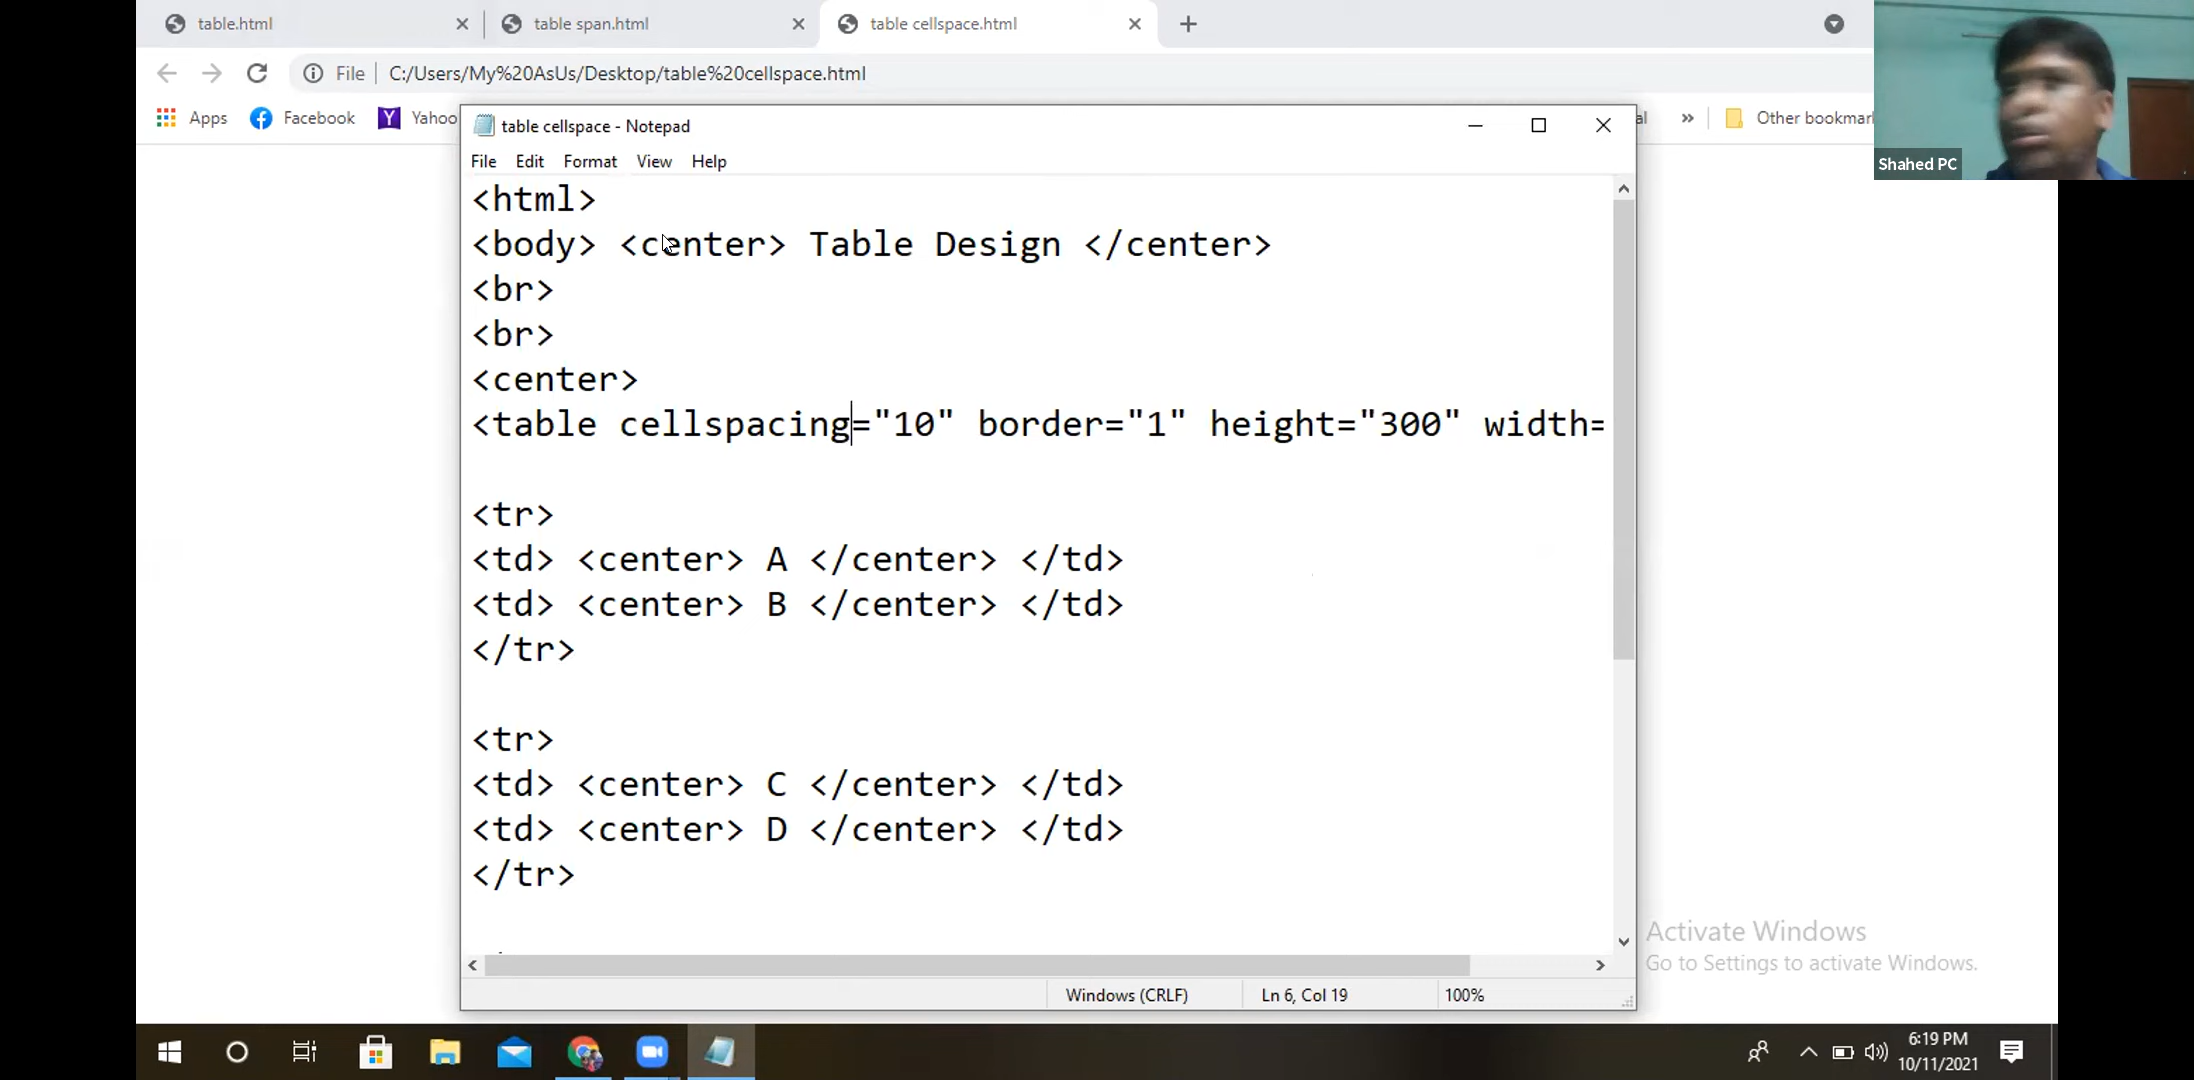 table.html
table span.html
table cellspace.html
File
C:/Users/My%20AsUs/Desktop/table%20cellspace.html
Apps
Facebook
Yahoo
al
»
Other bookmar
Shahed PC
table cellspace - Notepad
File Edit Format View Help
<html>
<body> <center> Table Design </center>
<br>
<br>
<center>
<table cellspacing="10" border="1" height="300" width=
<tr>
<td> <center> A </center> </td>
<td> <center> B </center> </td>
</tr>
<tr>
<td> <center> C </center> </td>
<td> <center> D </center> </td>
</tr>
Windows (CRLF)
Ln 6, Col 19
100%
Activate Windows
Go to Settings to activate Windows.
6:19 PM
10/11/2021